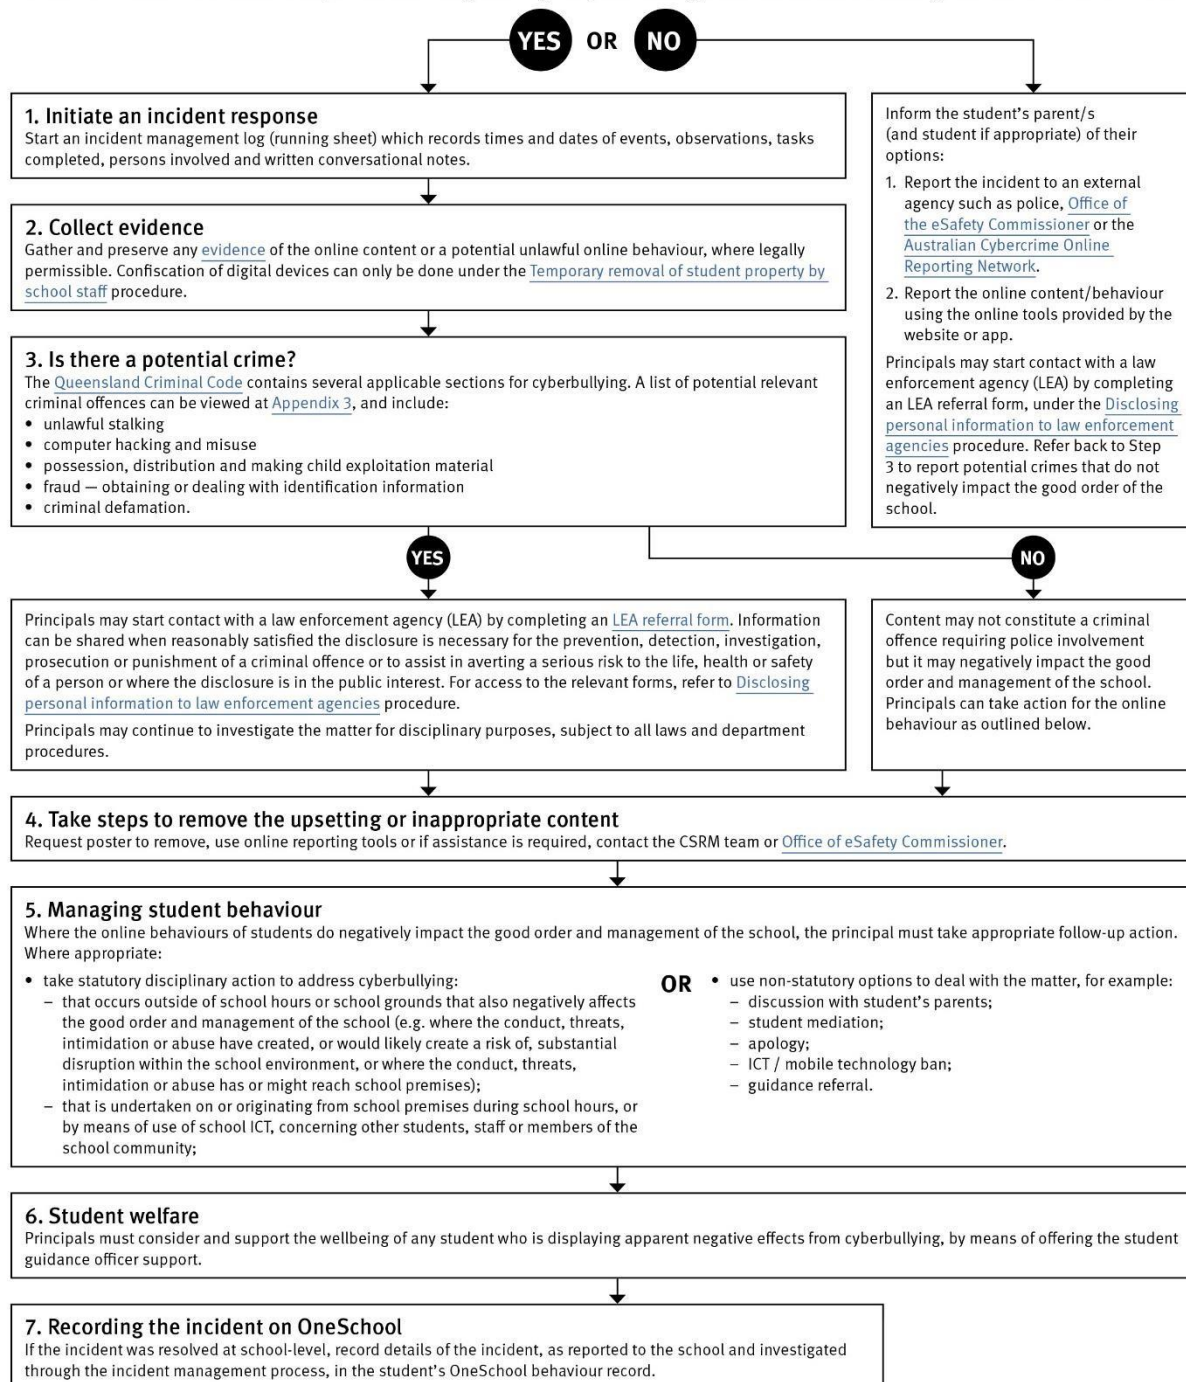 YES OR NO
1. Initiate an incident response
Start an incident management log (running sheet) which records times and dates of events, observations, tasks
completed, persons involved and written conversational notes.
2. Collect evidence
Gather and preserve any evidence of the online content or a potential unlawful online behaviour, where legally
permissible. Confiscation of digital devices can only be done under the Temporary removal of student property by
school staff procedure.
3. Is there a potential crime?
The Queensland Criminal Code contains several applicable sections for cyberbullying. A list of potential relevant
criminal offences can be viewed at Appendix 3, and include:
• unlawful stalking
• computer hacking and misuse
• possession, distribution and making child exploitation material
• fraud — obtaining or dealing with identification information
• criminal defamation.
Inform the student's parent/s
(and student if appropriate) of their
options:
1. Report the incident to an external
agency such as police, Office of
the eSafety Commissioner or the
Australian Cybercrime Online
Reporting Network.
2. Report the online content/behaviour
using the online tools provided by the
website or app.
Principals may start contact with a law
enforcement agency (LEA) by completing
an LEA referral form, under the Disclosing
personal information to law enforcement
agencies procedure. Refer back to Step
3 to report potential crimes that do not
negatively impact the good order of the
school.
YES
NO
Principals may start contact with a law enforcement agency (LEA) by completing an LEA referral form. Information
can be shared when reasonably satisfied the disclosure is necessary for the prevention, detection, investigation,
prosecution or punishment of a criminal offence or to assist in averting a serious risk to the life, health or safety
of a person or where the disclosure is in the public interest. For access to the relevant forms, refer to Disclosing
personal information to law enforcement agencies procedure.
Principals may continue to investigate the matter for disciplinary purposes, subject to all laws and department
procedures.
Content may not constitute a criminal
offence requiring police involvement
but it may negatively impact the good
order and management of the school.
Principals can take action for the online
behaviour as outlined below.
4. Take steps to remove the upsetting or inappropriate content
Request poster to remove, use online reporting tools or if assistance is required, contact the CSRM team or Office of eSafety Commissioner.
5. Managing student behaviour
Where the online behaviours of students do negatively impact the good order and management of the school, the principal must take appropriate follow-up action.
Where appropriate:
• take statutory disciplinary action to address cyberbullying:
– that occurs outside of school hours or school grounds that also negatively affects
the good order and management of the school (e.g. where the conduct, threats,
intimidation or abuse have created, or would likely create a risk of, substantial
disruption within the school environment, or where the conduct, threats,
intimidation or abuse has or might reach school premises);
– that is undertaken on or originating from school premises during school hours, or
by means of use of school ICT, concerning other students, staff or members of the
school community;
OR
• use non-statutory options to deal with the matter, for example:
– discussion with student's parents;
– student mediation;
– apology;
– ICT / mobile technology ban;
– guidance referral.
6. Student welfare
Principals must consider and support the wellbeing of any student who is displaying apparent negative effects from cyberbullying, by means of offering the student
guidance officer support.
7. Recording the incident on OneSchool
If the incident was resolved at school-level, record details of the incident, as reported to the school and investigated
through the incident management process, in the student's OneSchool behaviour record.